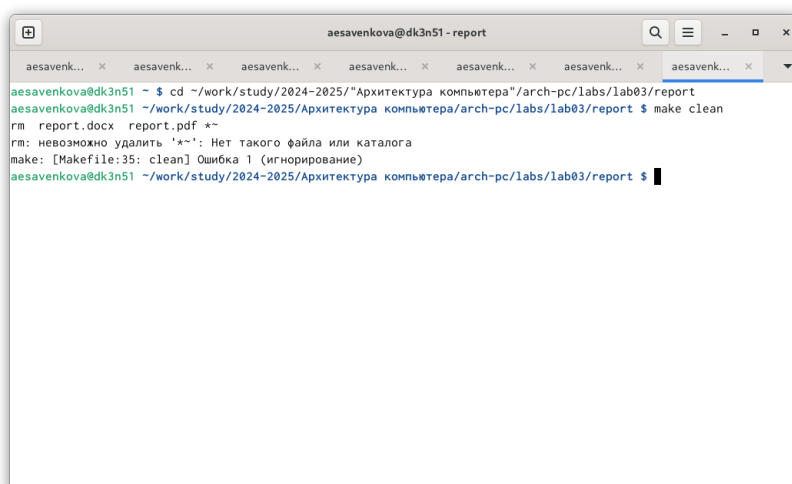 aesavenkova@dk3n51 - report
aesavenk... aesavenk... aesavenk... aesavenk... aesavenk... aesavenk... aesavenk...
aesavenkova@dk3n51 ~ $ cd ~/work/study/2024-2025/"Архитектура компьютера"/arch-pc/labs/lab03/report
aesavenkova@dk3n51 ~/work/study/2024-2025/Архитектура компьютера/arch-pc/labs/lab03/report $ make clean
rm  report.docx  report.pdf *~
rm: невозможно удалить '*~': Нет такого файла или каталога
make: [Makefile:35: clean] Ошибка 1 (игнорирование)
aesavenkova@dk3n51 ~/work/study/2024-2025/Архитектура компьютера/arch-pc/labs/lab03/report $